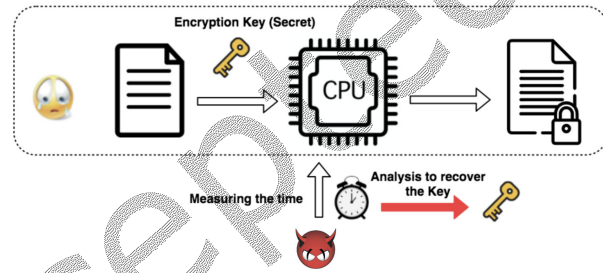 Encryption Key (Secret)
CPU
Measuring the time
Analysis to recover
the Key